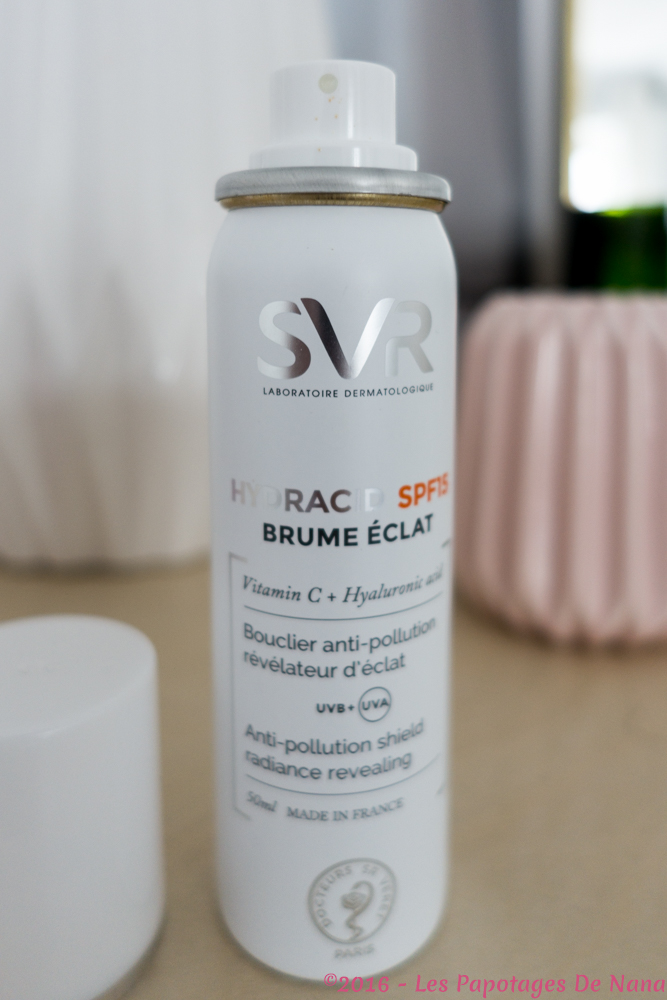 SVR
LABORATOIRE DERMATOLOGIQUE
HYDRACID SPF15
BRUME ÉCLAT
Vitamin C + Hyaluronic acid
Bouclier anti-pollution
révélateur d'éclat
UVB+ UVA
Anti-pollution shield
radiance revealing
50ml MADE IN FRANCE
DOCTEURS
PARIS
©2016 - Les Papotages De Nana